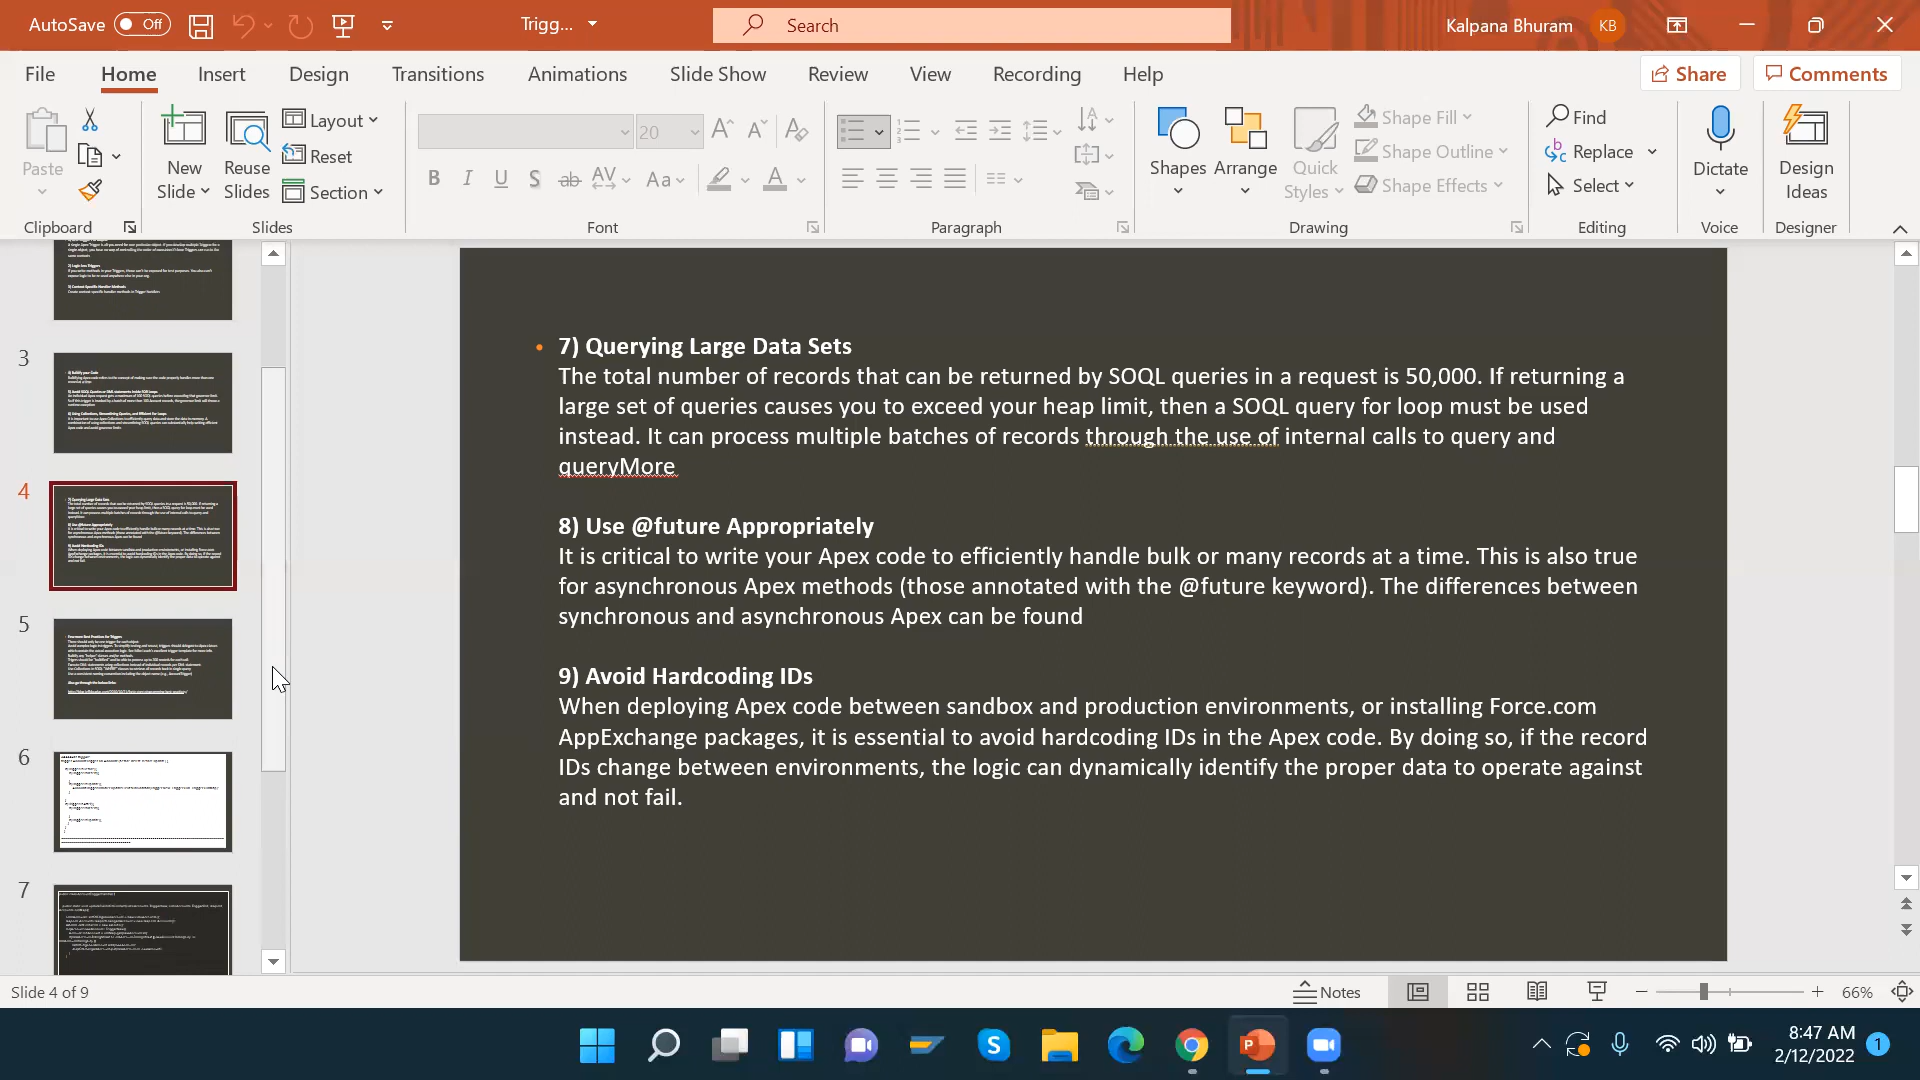 AutoSave Off Trigg... Search Kalpana Bhuram KB
File Home Insert Design Transitions Animations Slide Show Review View Recording Help Share Comments
Paste New Slide Reuse Slides Layout Reset Section
20
B I U S ab AV Aa A
Shapes Arrange Quick Styles Shape Fill Shape Outline Shape Effects
Find Replace Select
Dictate Design Ideas
Clipboard Slides Font Paragraph Drawing Editing Voice Designer
3
4
5
6
7
7) Querying Large Data Sets
The total number of records that can be returned by SOQL queries in a request is 50,000. If returning a
large set of queries causes you to exceed your heap limit, then a SOQL query for loop must be used
instead. It can process multiple batches of records through the use of internal calls to query and
queryMore
8) Use @future Appropriately
It is critical to write your Apex code to efficiently handle bulk or many records at a time. This is also true
for asynchronous Apex methods (those annotated with the @future keyword). The differences between
synchronous and asynchronous Apex can be found
9) Avoid Hardcoding IDs
When deploying Apex code between sandbox and production environments, or installing Force.com
AppExchange packages, it is essential to avoid hardcoding IDs in the Apex code. By doing so, if the record
IDs change between environments, the logic can dynamically identify the proper data to operate against
and not fail.
Slide 4 of 9 Notes 66%
8:47 AM
2/12/2022 1